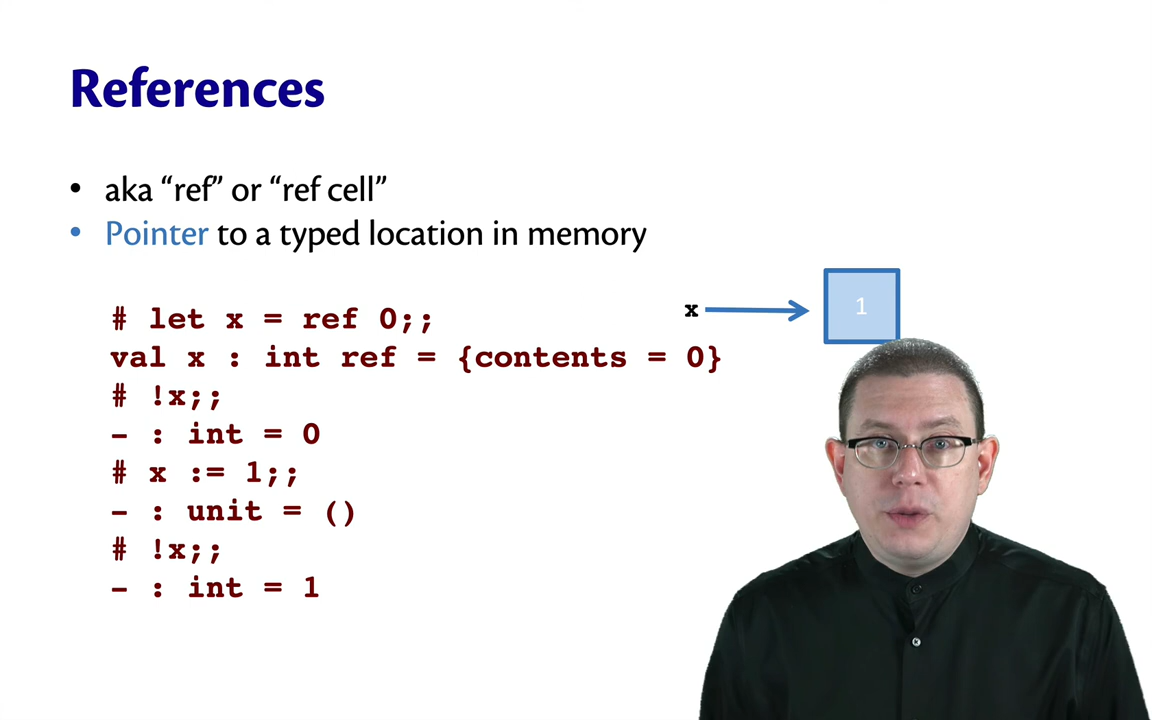 References
• aka “ref” or “ref cell”
• Pointer to a typed location in memory
# let x = ref 0;;
val x : int ref = {contents = 0}
# !x;;
- : int = 0
# x := 1;;
- : unit = ()
# !x;;
- : int = 1
x
1